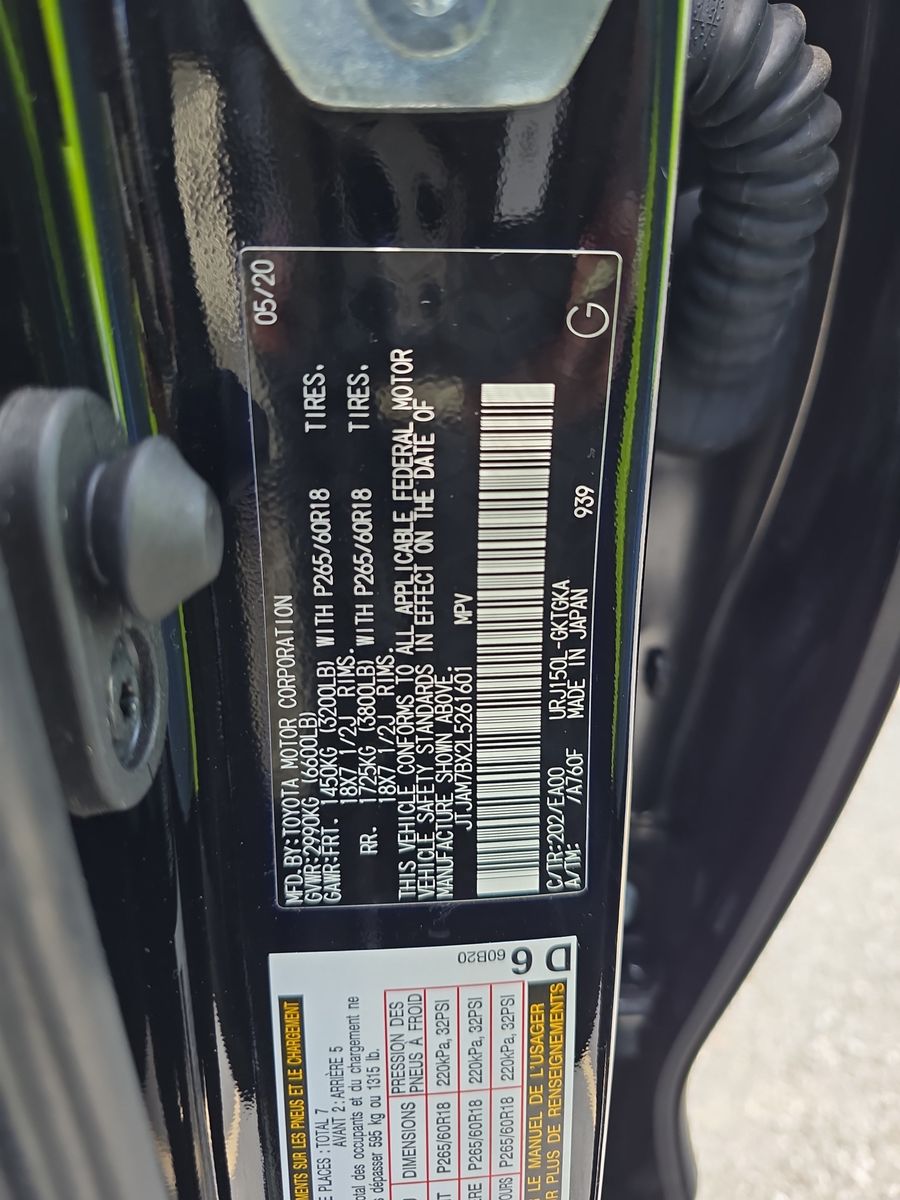 05/20
MFD. BY: TOYOTA MOTOR CORPORATION
GVWR: 2990KG (6600LB)
GAWR: FRT. 1450KG (3200LB) WITH P265/60R18 TIRES.
18X7 1/2J RIMS.
RR. 1725KG (3800LB) WITH P265/60R18 TIRES.
18X7 1/2J RIMS.
THIS VEHICLE CONFORMS TO ALL APPLICABLE FEDERAL MOTOR
VEHICLE SAFETY STANDARDS IN EFFECT ON THE DATE OF
MANUFACTURE SHOWN ABOVE.
JTJAM7BX2L5261601 MPV
C/TR: 202/EA00 URJ150L-GKTGKA
A/TM: /A760F MADE IN JAPAN 939
G
SUR LES PNEUS ET LE CHARGEMENT
PLACES : TOTAL 7
AVANT 2 : ARRIÈRE 5
des occupants et du chargement ne
dépasser 595 kg ou 1315 lb.
DIMENSIONS PRESSION DES PNEUS À FROID
P265/60R18 220kPa, 32PSI
P265/60R18 220kPa, 32PSI
P265/60R18 220kPa, 32PSI
LE MANUEL DE L'USAGER
PLUS DE RENSEIGNEMENTS
60B20
D 6